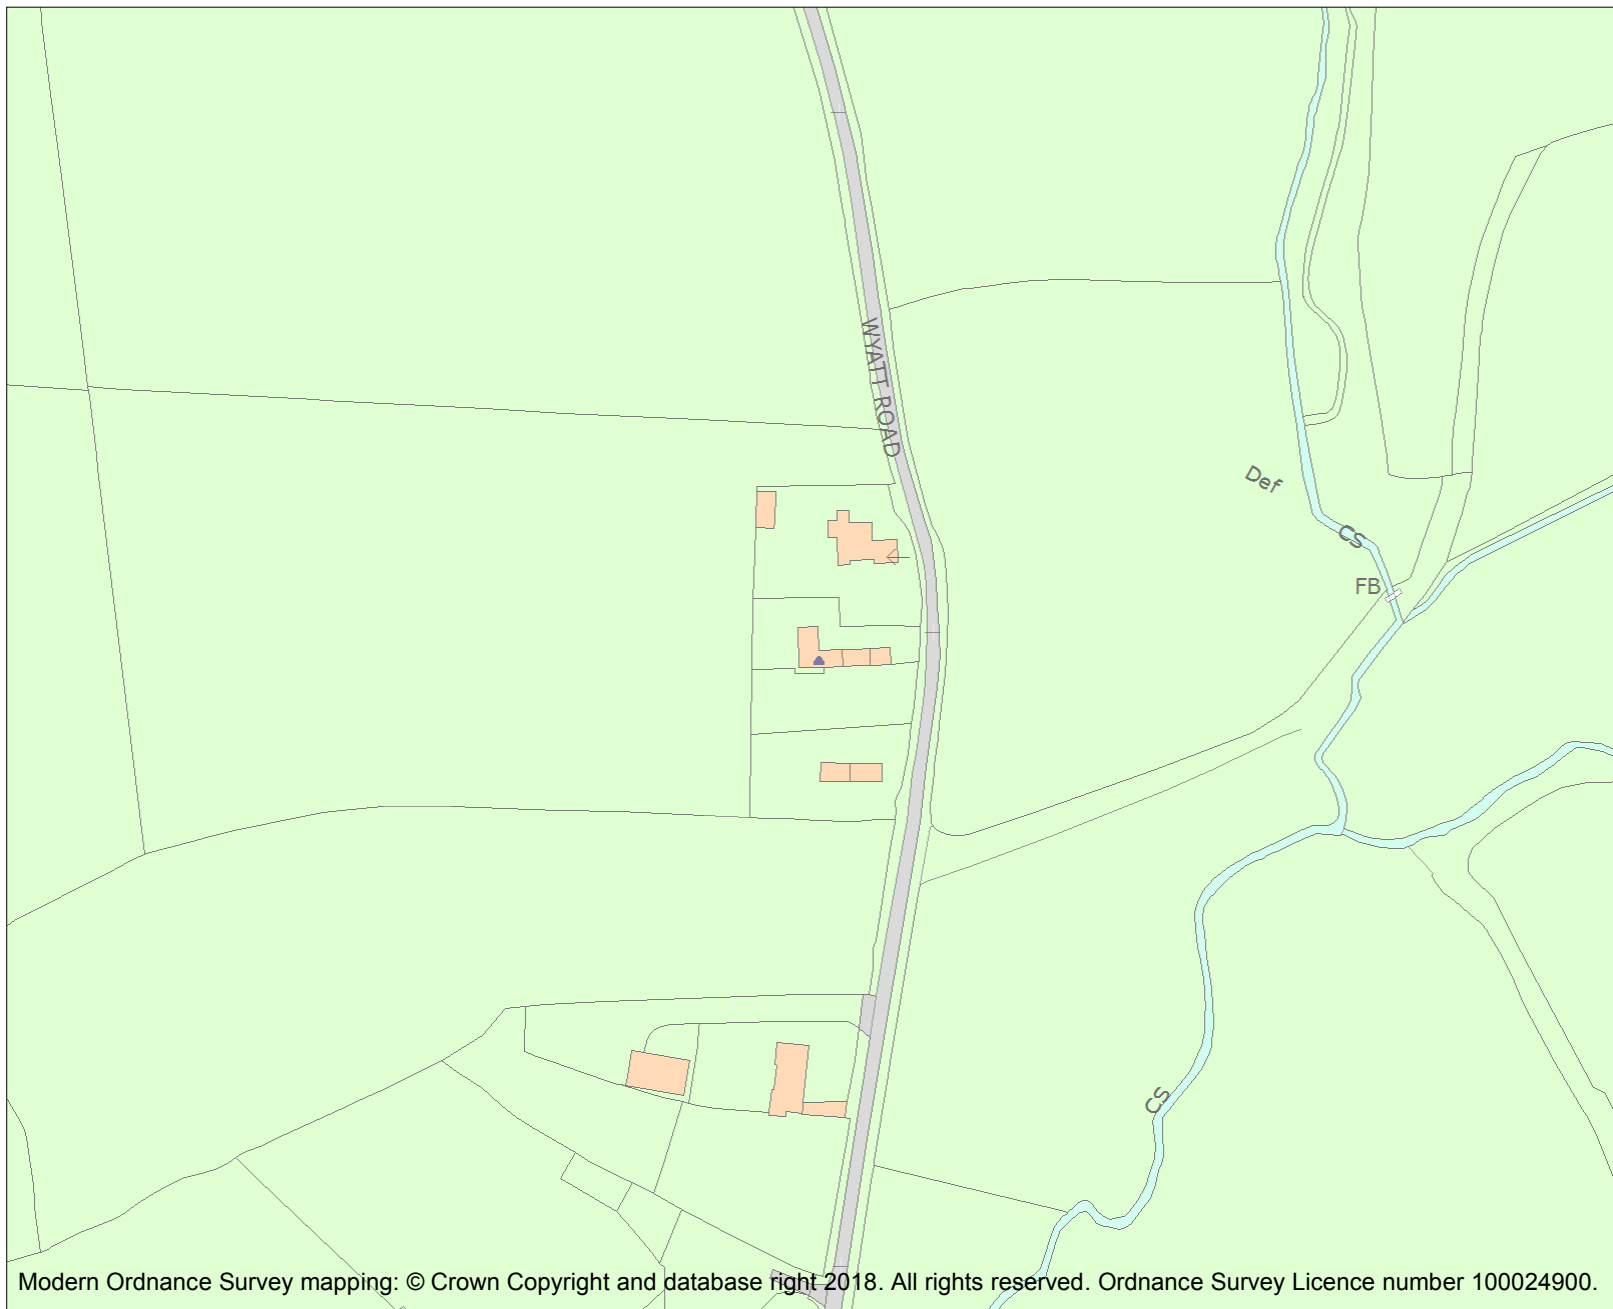 WYATT ROAD
Def
CS
FB
CS
Modern Ordnance Survey mapping: © Crown Copyright and database right 2018. All rights reserved. Ordnance Survey Licence number 100024900.